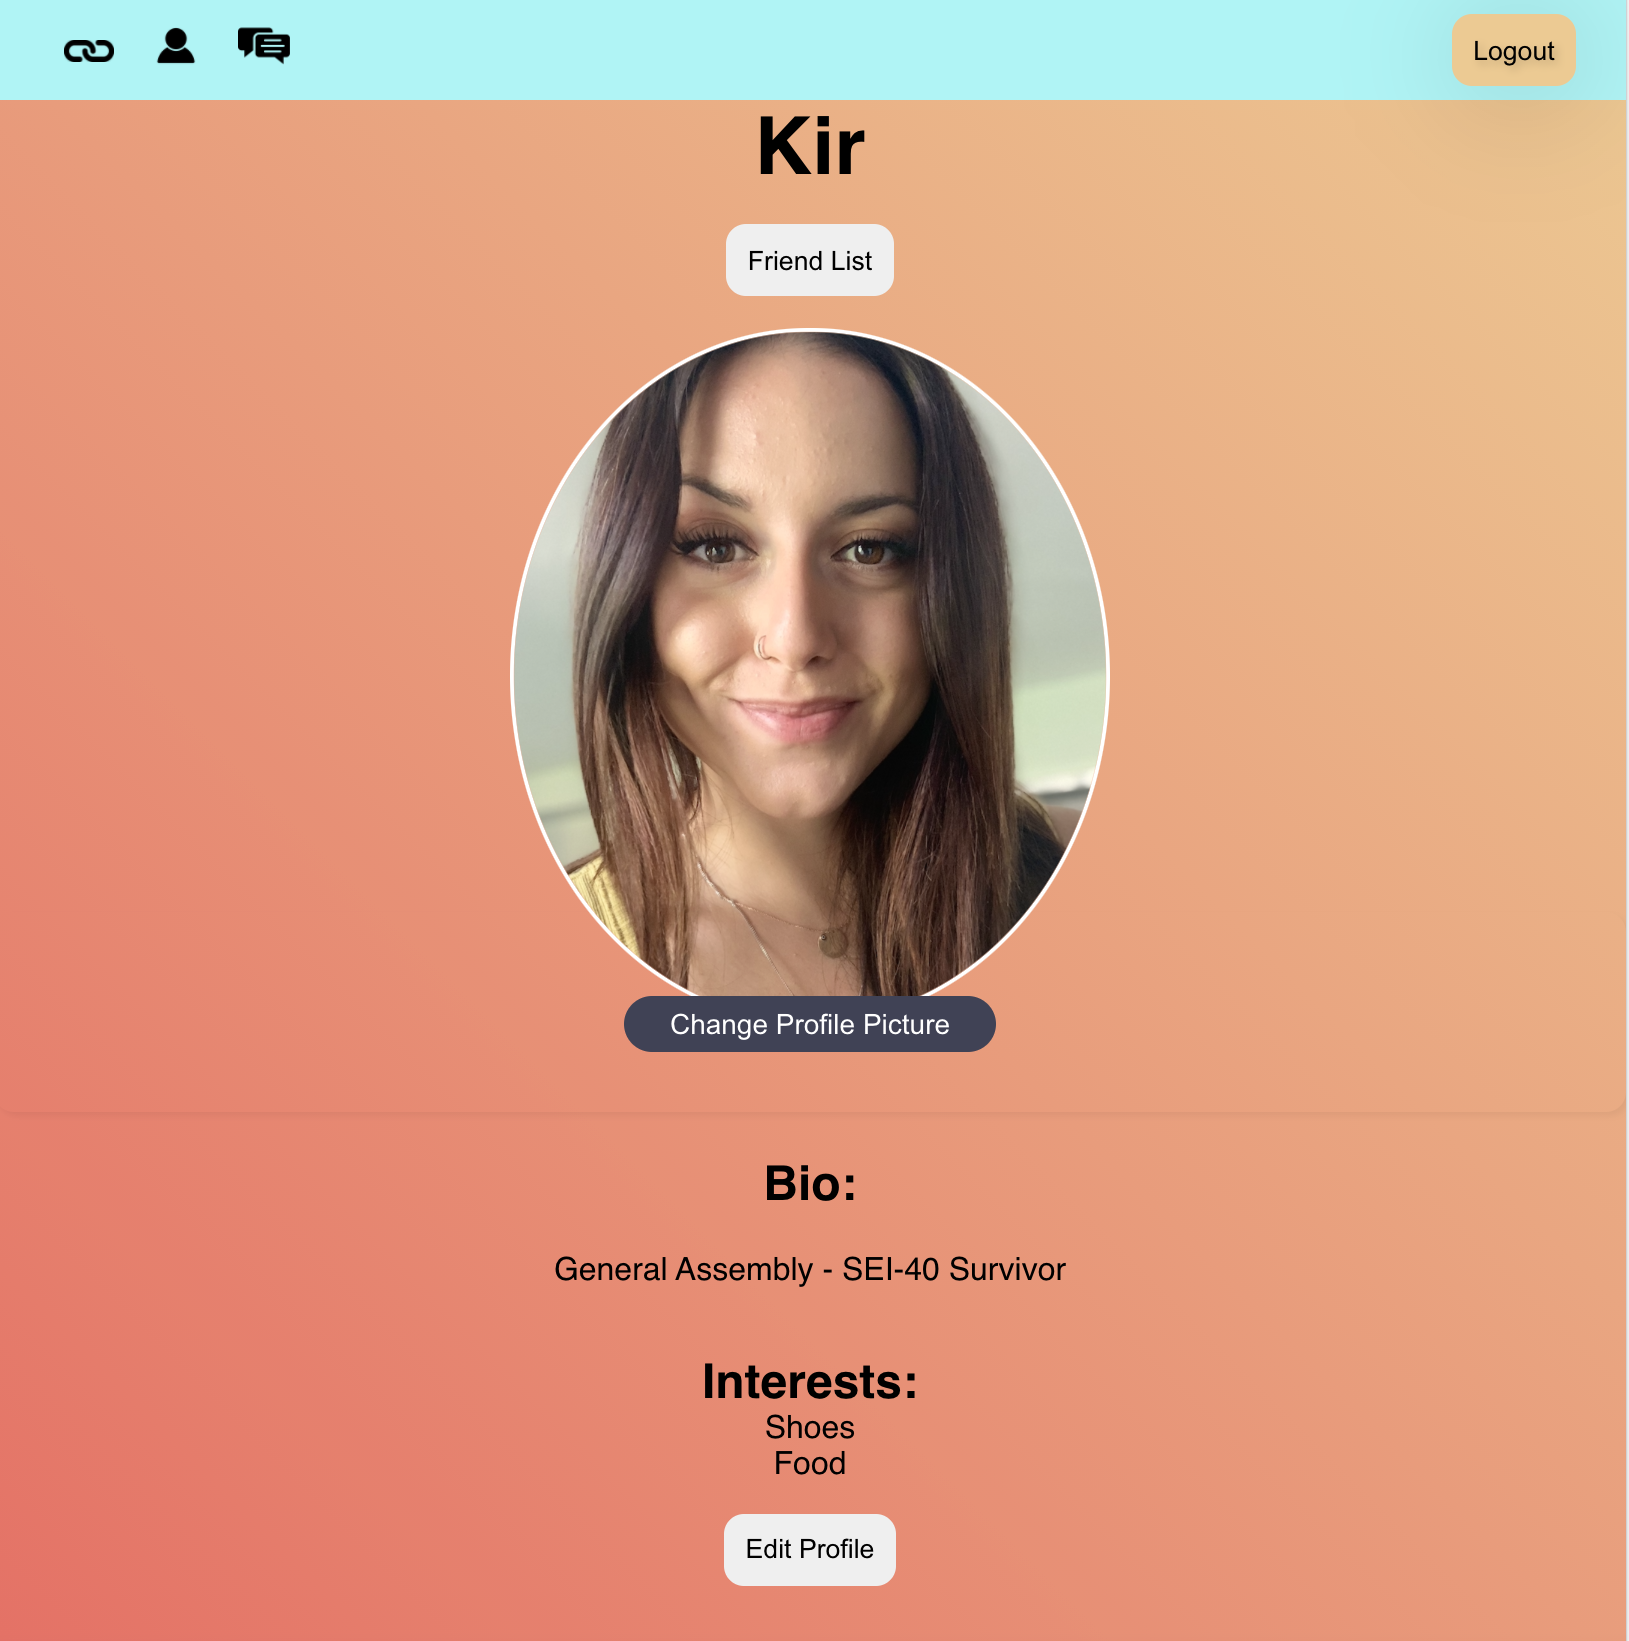 Logout
Kir
Friend List
Change Profile Picture
Bio:
General Assembly - SEI-40 Survivor
Interests:
Shoes
Food
Edit Profile